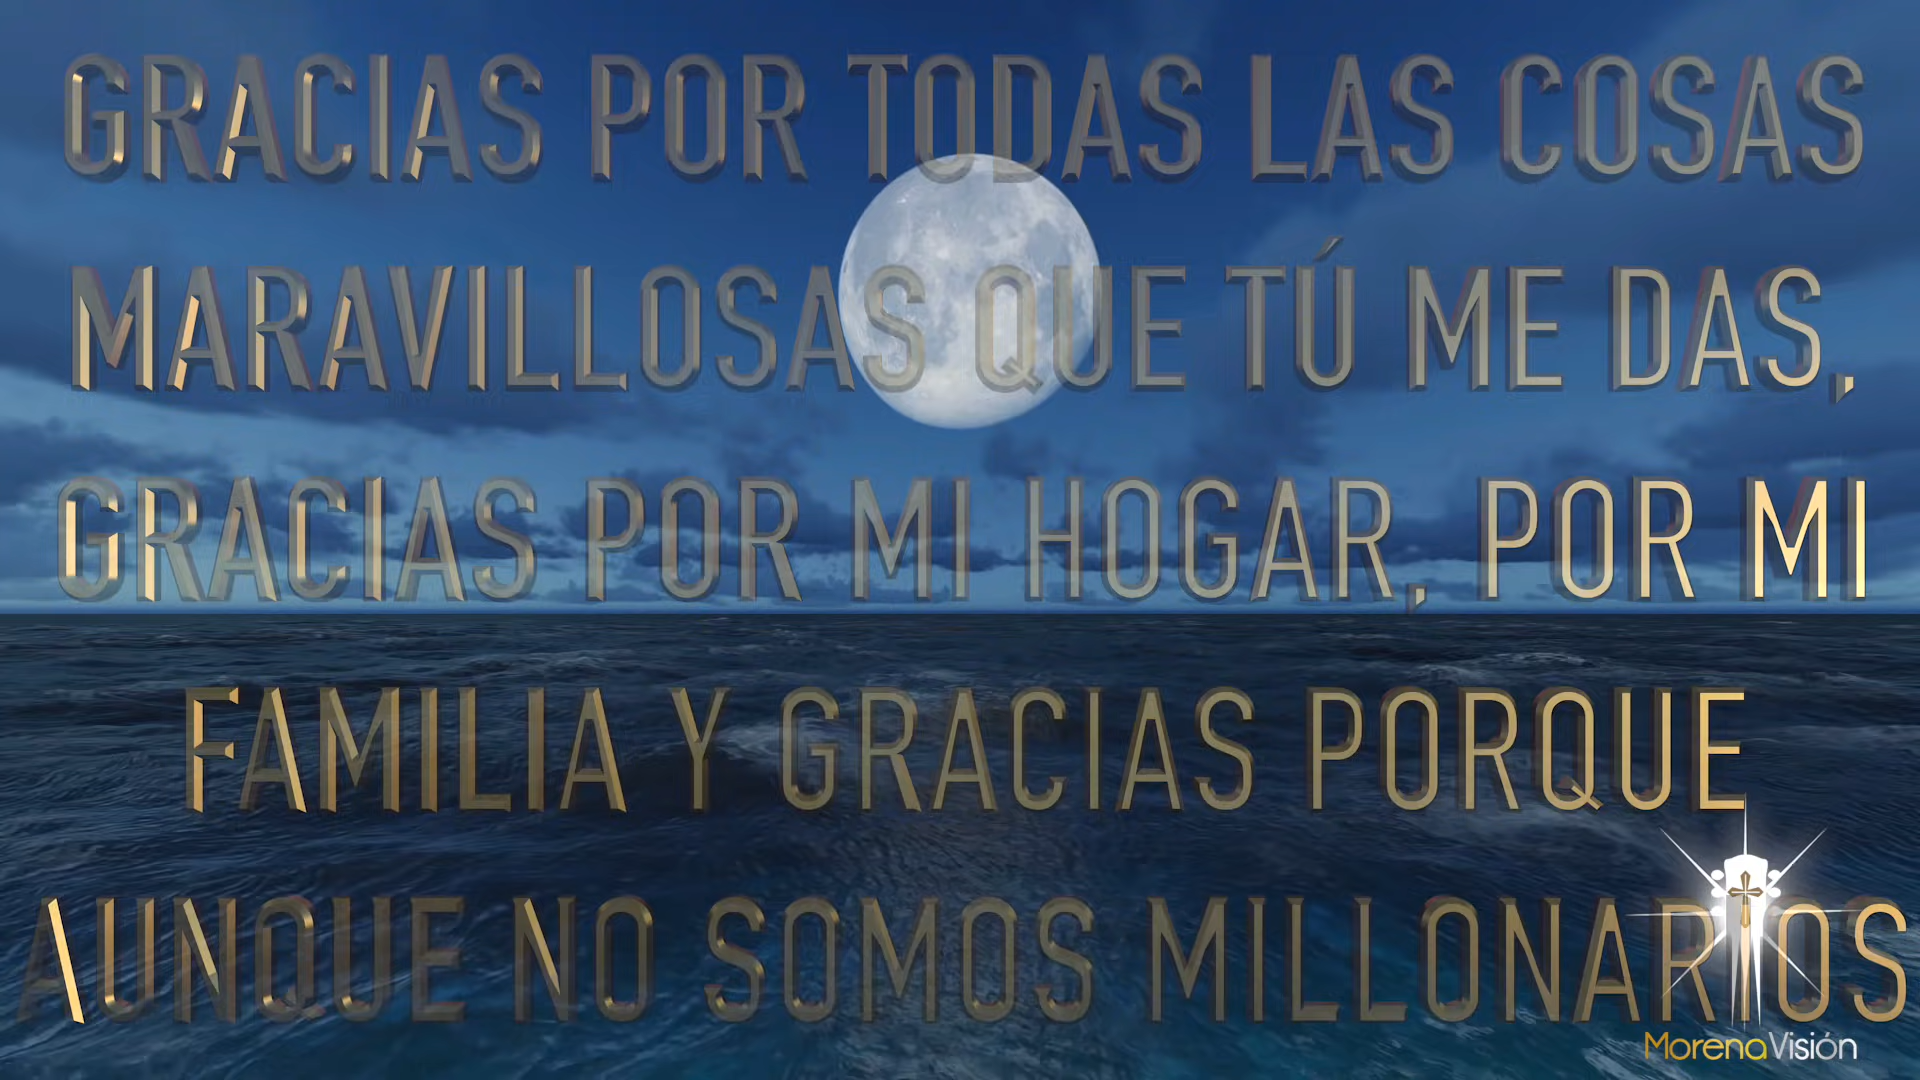 GRACIAS POR TODAS LAS COSAS
MARAVILLOSAS QUE TÚ ME DAS,
GRACIAS POR MI HOGAR, POR MI
FAMILIA Y GRACIAS PORQUE
AUNQUE NO SOMOS MILLONARIOS
MorenaVisión